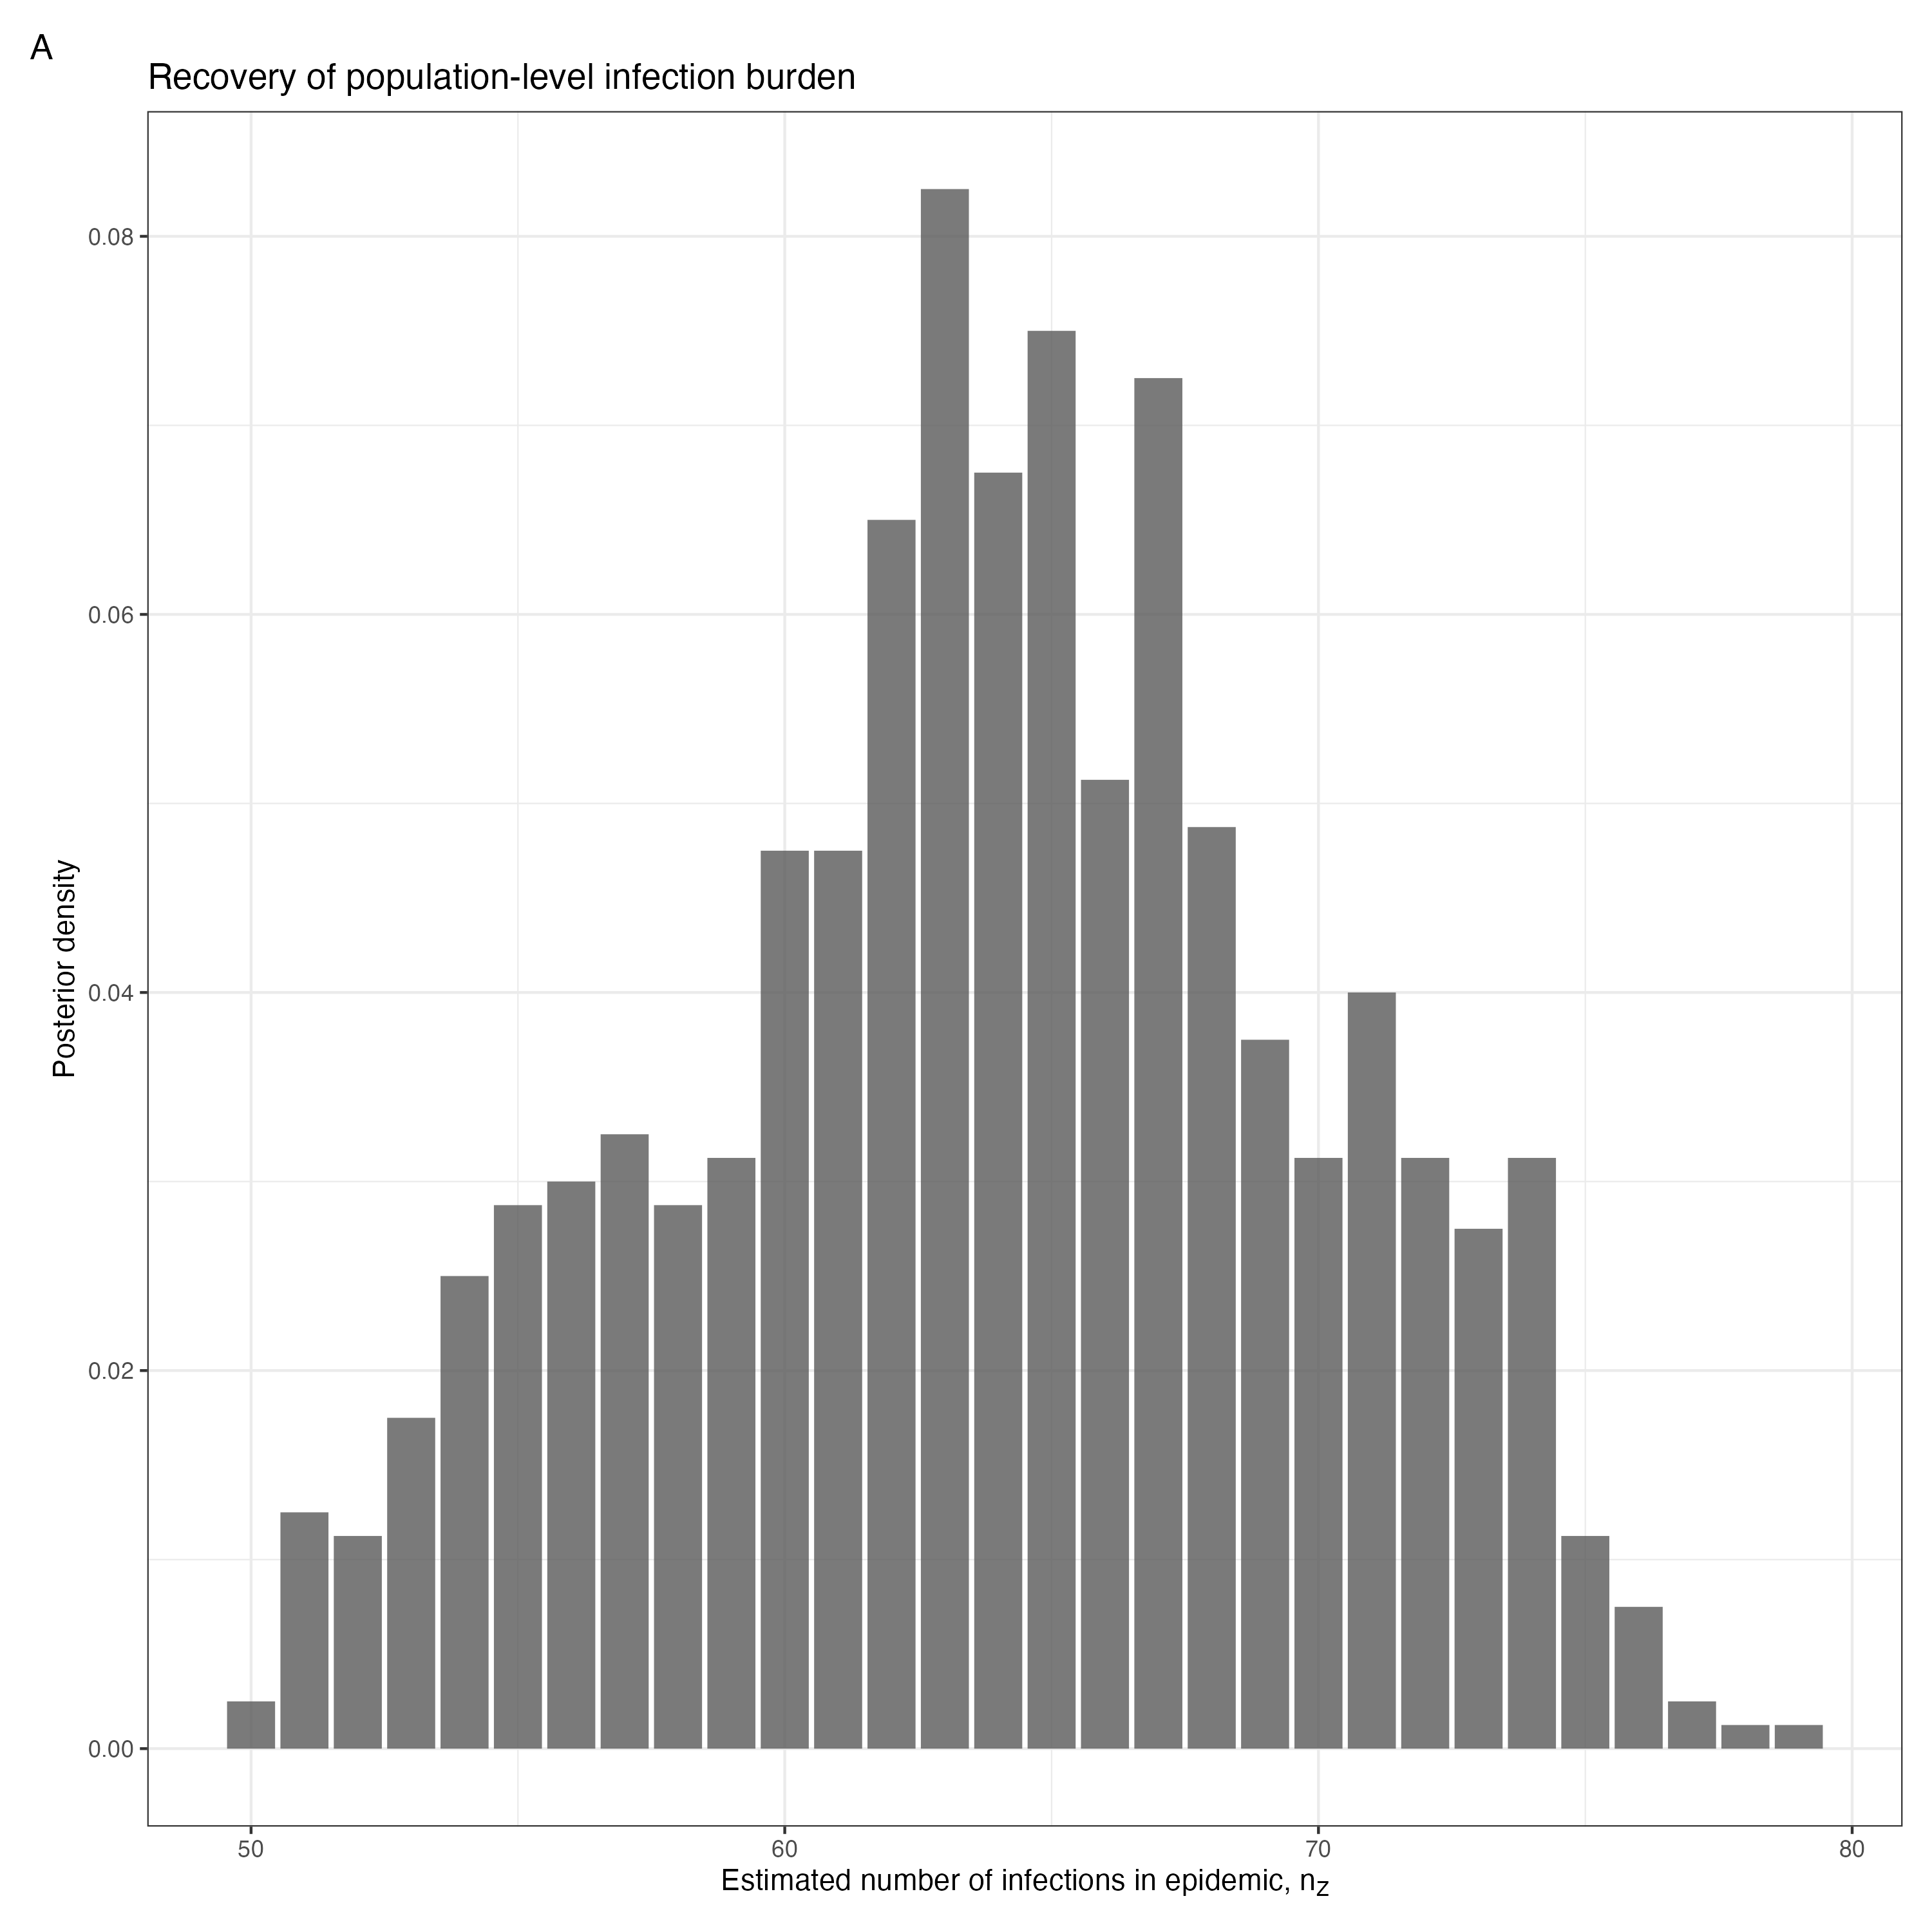 A
Recovery of population-level infection burden
0.08
0.06
0.04
0.02
0.00
Posterior density
50 60 70 80
Estimated number of infections in epidemic, nz